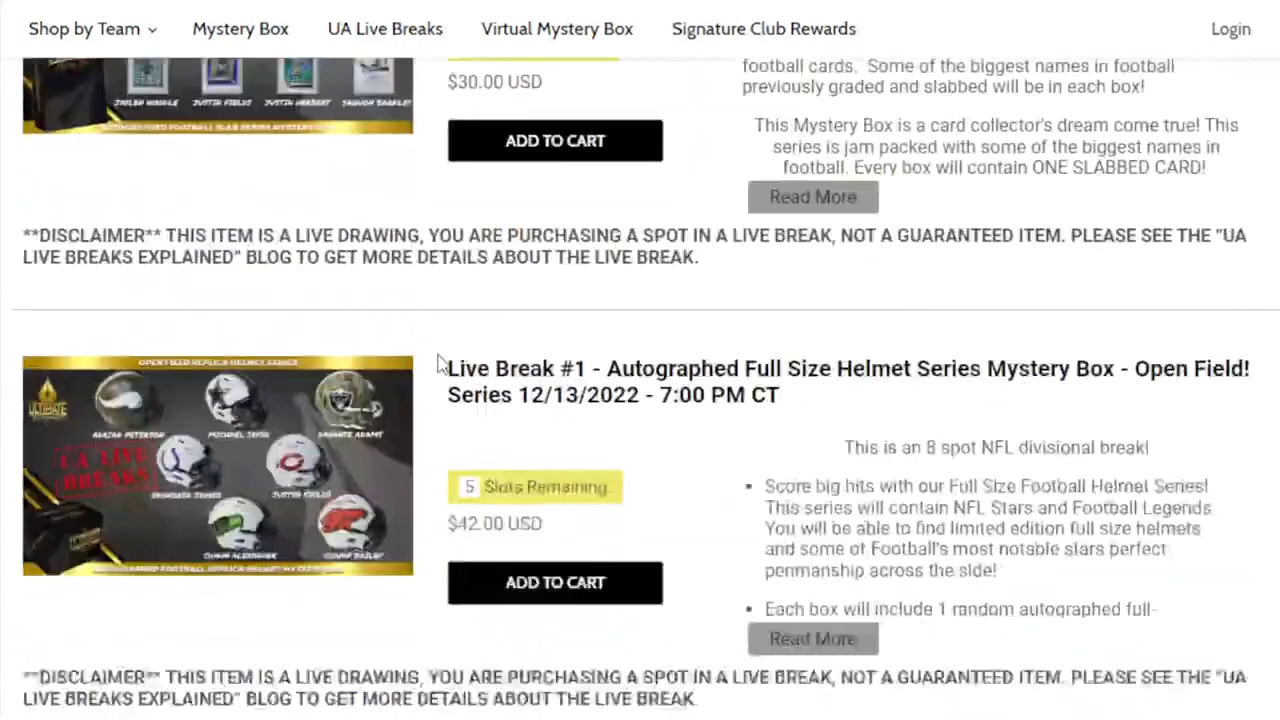 Shop by Team
Mystery Box
UA Live Breaks
Virtual Mystery Box
Signature Club Rewards
Login
JUSTIN FIELDS
JUSTIN HERBERT
$30.00 USD
ADD TO CART
football cards. Some of the biggest names in football
previously graded and slabbed will be in each box!
This Mystery Box is a card collector's dream come true! This
series is jam packed with some of the biggest names in
football. Every box will contain ONE SLABBED CARD!
Read More
**DISCLAIMER** THIS ITEM IS A LIVE DRAWING, YOU ARE PURCHASING A SPOT IN A LIVE BREAK, NOT A GUARANTEED ITEM. PLEASE SEE THE "UA
LIVE BREAKS EXPLAINED" BLOG TO GET MORE DETAILS ABOUT THE LIVE BREAK.
ULTIMATE
ADRIAN PETERSON
DAVANTE ADAMS
UA LIVE
BREAKS
JUSTIN FIELDS
Live Break #1 - Autographed Full Size Helmet Series Mystery Box - Open Field!
Series 12/13/2022 - 7:00 PM CT
5 Slots Remaining
$42.00 USD
ADD TO CART
This is an 8 spot NFL divisional break!
• Score big hits with our Full Size Football Helmet Series!
This series will contain NFL Stars and Football Legends.
You will be able to find limited edition full size helmets
and some of Football's most notable stars perfect
penmanship across the side!
• Each box will include 1 random autographed full-
Read More
**DISCLAIMER** THIS ITEM IS A LIVE DRAWING, YOU ARE PURCHASING A SPOT IN A LIVE BREAK, NOT A GUARANTEED ITEM. PLEASE SEE THE "UA
LIVE BREAKS EXPLAINED" BLOG TO GET MORE DETAILS ABOUT THE LIVE BREAK.